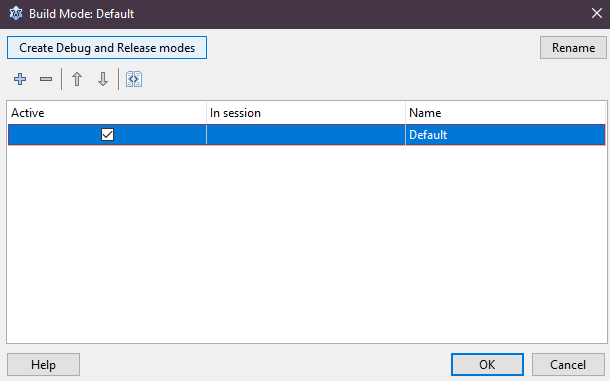 Build Mode: Default
Create Debug and Release modes
Rename
Active In session Name
Default
Help OK Cancel